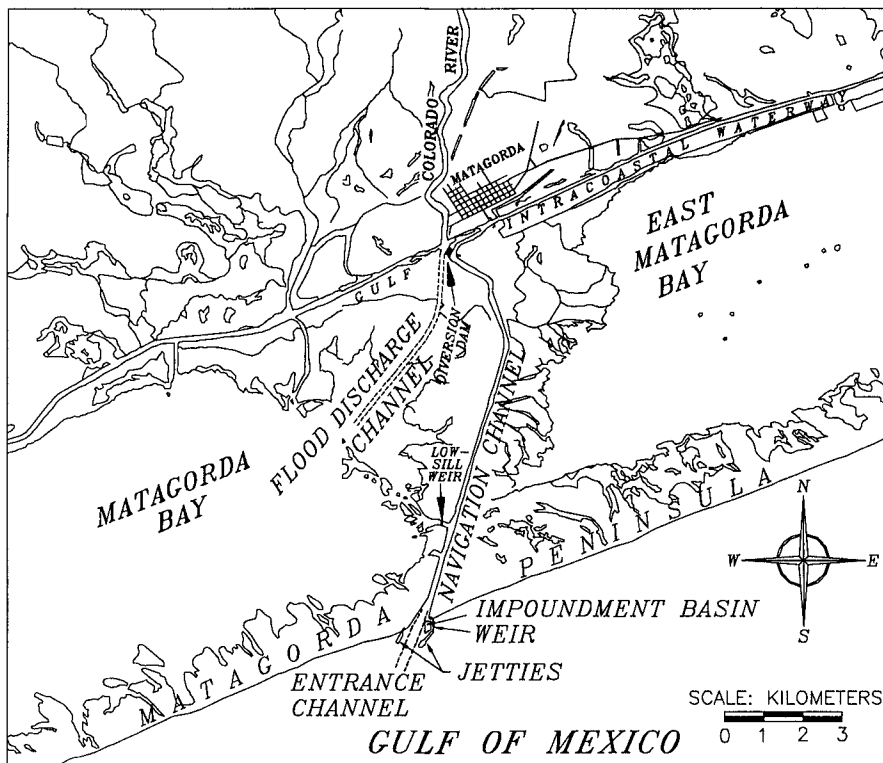 COLORADO
RIVER
MATAGORDA
GULF INTRACOASTAL WATERWAY
EAST
MATAGORDA
BAY
DIVERSION
DAM
FLOOD DISCHARGE
CHANNEL
NAVIGATION CHANNEL
LOW-
SILL
WEIR
MATAGORDA
BAY
MATAGORDA PENINSULA
N
W E
S
IMPOUNDMENT BASIN
WEIR
JETTIES
ENTRANCE
CHANNEL
SCALE: KILOMETERS
0 1 2 3
GULF OF MEXICO